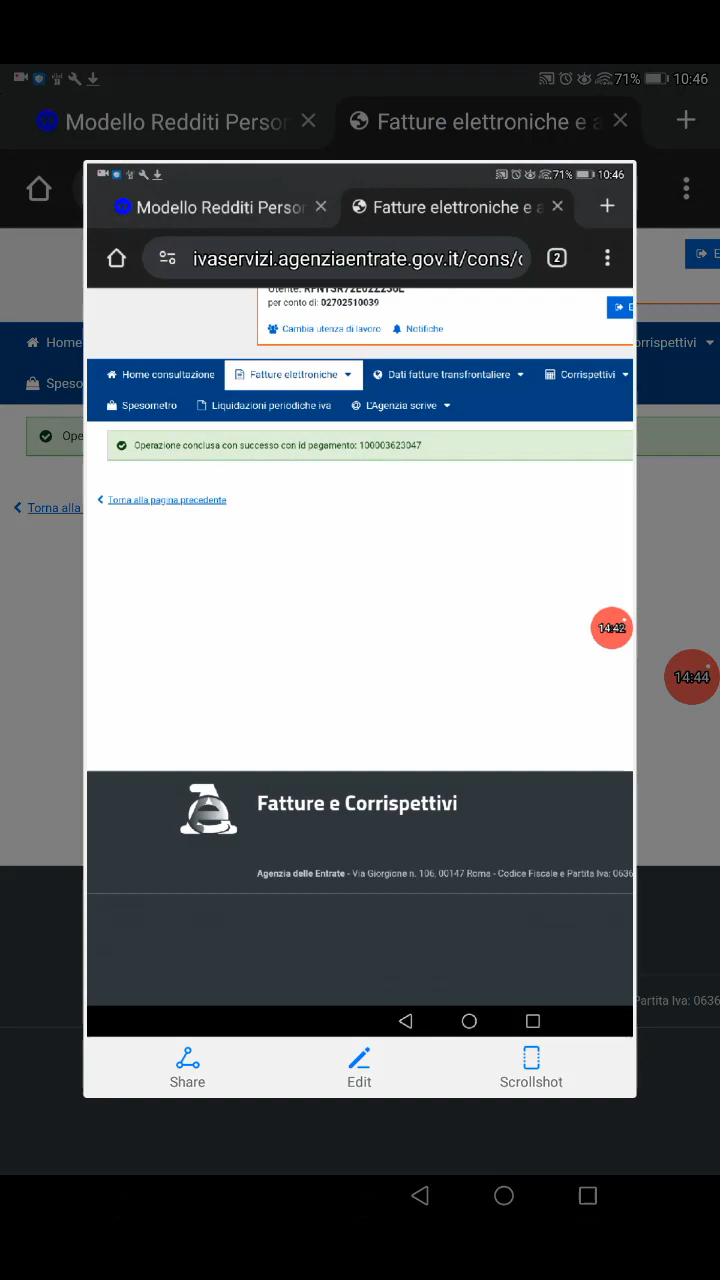 71% 10:46
Modello Redditi Person
Fatture elettroniche e a
71% 10:46
Modello Redditi Perso
Fatture elettroniche e a
ivaservizi.agenziaentrate.gov.it/cons/c
2
per conto di: 02702510039
E
Cambia utenza di lavoro
Notifiche
E
Home
Home consultazione
Fatture elettroniche
Dati fatture transfrontaliere
Corrispettivi
orrispettivi
Speso
Spesometro
Liquidazioni periodiche iva
L'Agenzia scrive
Ope
Operazione conclusa con successo con id pagamento: 100003623047
Torna alla
Torna alla pagina precedente
14:42
14:44
Fatture e Corrispettivi
Agenzia delle Entrate - Via Giorgione n. 106, 00147 Roma - Codice Fiscale e Partita Iva: 0636
Partita Iva: 0636
Share
Edit
Scrollshot